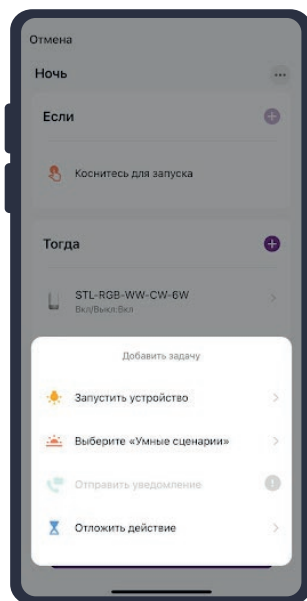 Отмена
Ночь
Если
Коснитесь для запуска
Тогда
STL-RGB-WW-CW-6W
Вкл/Выкл:Вкл
Добавить задачу
Запустить устройство
Выберите «Умные сценарии»
Отправить уведомление
Отложить действие